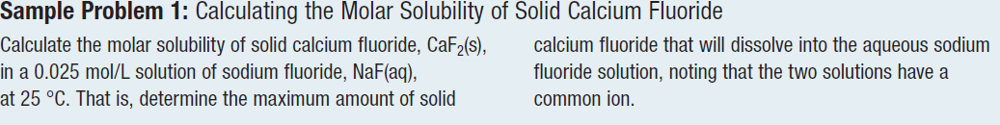 Sample Problem 1: Calculating the Molar Solubility of Solid Calcium Fluoride
Calculate the molar solubility of solid calcium fluoride, CaF₂(s),
in a 0.025 mol/L solution of sodium fluoride, NaF(aq),
at 25 °C. That is, determine the maximum amount of solid
calcium fluoride that will dissolve into the aqueous sodium
fluoride solution, noting that the two solutions have a
common ion.